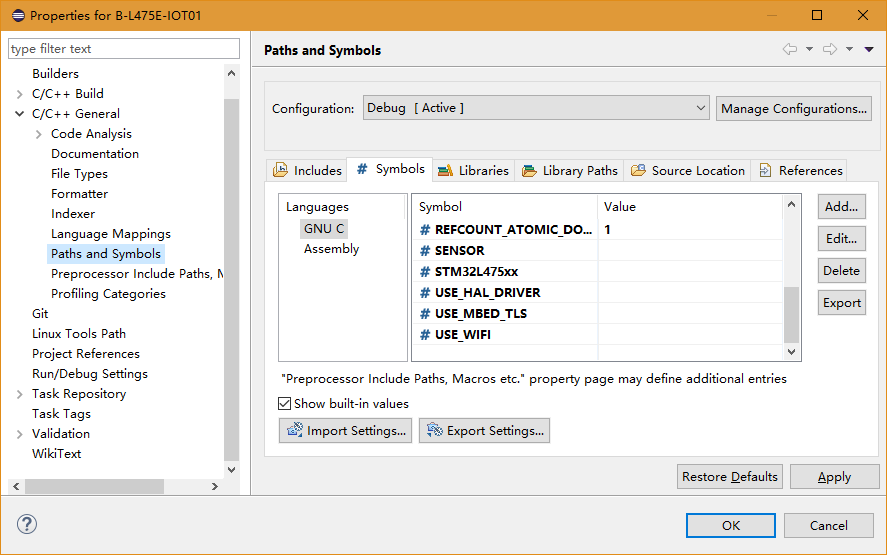 Properties for B-L475E-IOT01
type filter text
Builders
C/C++ Build
C/C++ General
Code Analysis
Documentation
File Types
Formatter
Indexer
Language Mappings
Paths and Symbols
Preprocessor Include Paths, M
Profiling Categories
Git
Linux Tools Path
Project References
Run/Debug Settings
Task Repository
Task Tags
Validation
WikiText
Paths and Symbols
Configuration: Debug [ Active ] Manage Configurations...
Includes # Symbols Libraries Library Paths Source Location References
Languages
GNU C
Assembly
Symbol Value
# REFCOUNT_ATOMIC_DO... 1
# SENSOR
# STM32L475xx
# USE_HAL_DRIVER
# USE_MBED_TLS
# USE_WIFI
Add...
Edit...
Delete
Export
"Preprocessor Include Paths, Macros etc." property page may define additional entries
Show built-in values
Import Settings... Export Settings...
Restore Defaults Apply
? OK Cancel